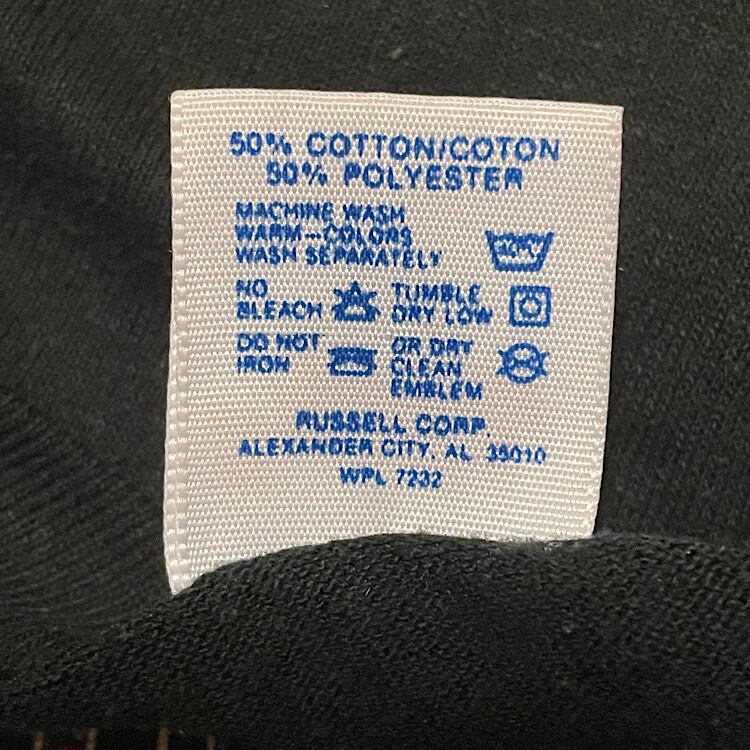 50% COTTON/COTON
50% POLYESTER
MACHINE WASH
WARM-COLORS
WASH SEPARATELY
NO
BLEACH
TUMBLE
DRY LOW
DO NOT
IRON
OR DRY
CLEAN
EMBLEM
RUSSELL CORP.
ALEXANDER CITY, AL 35010
WPL 7232